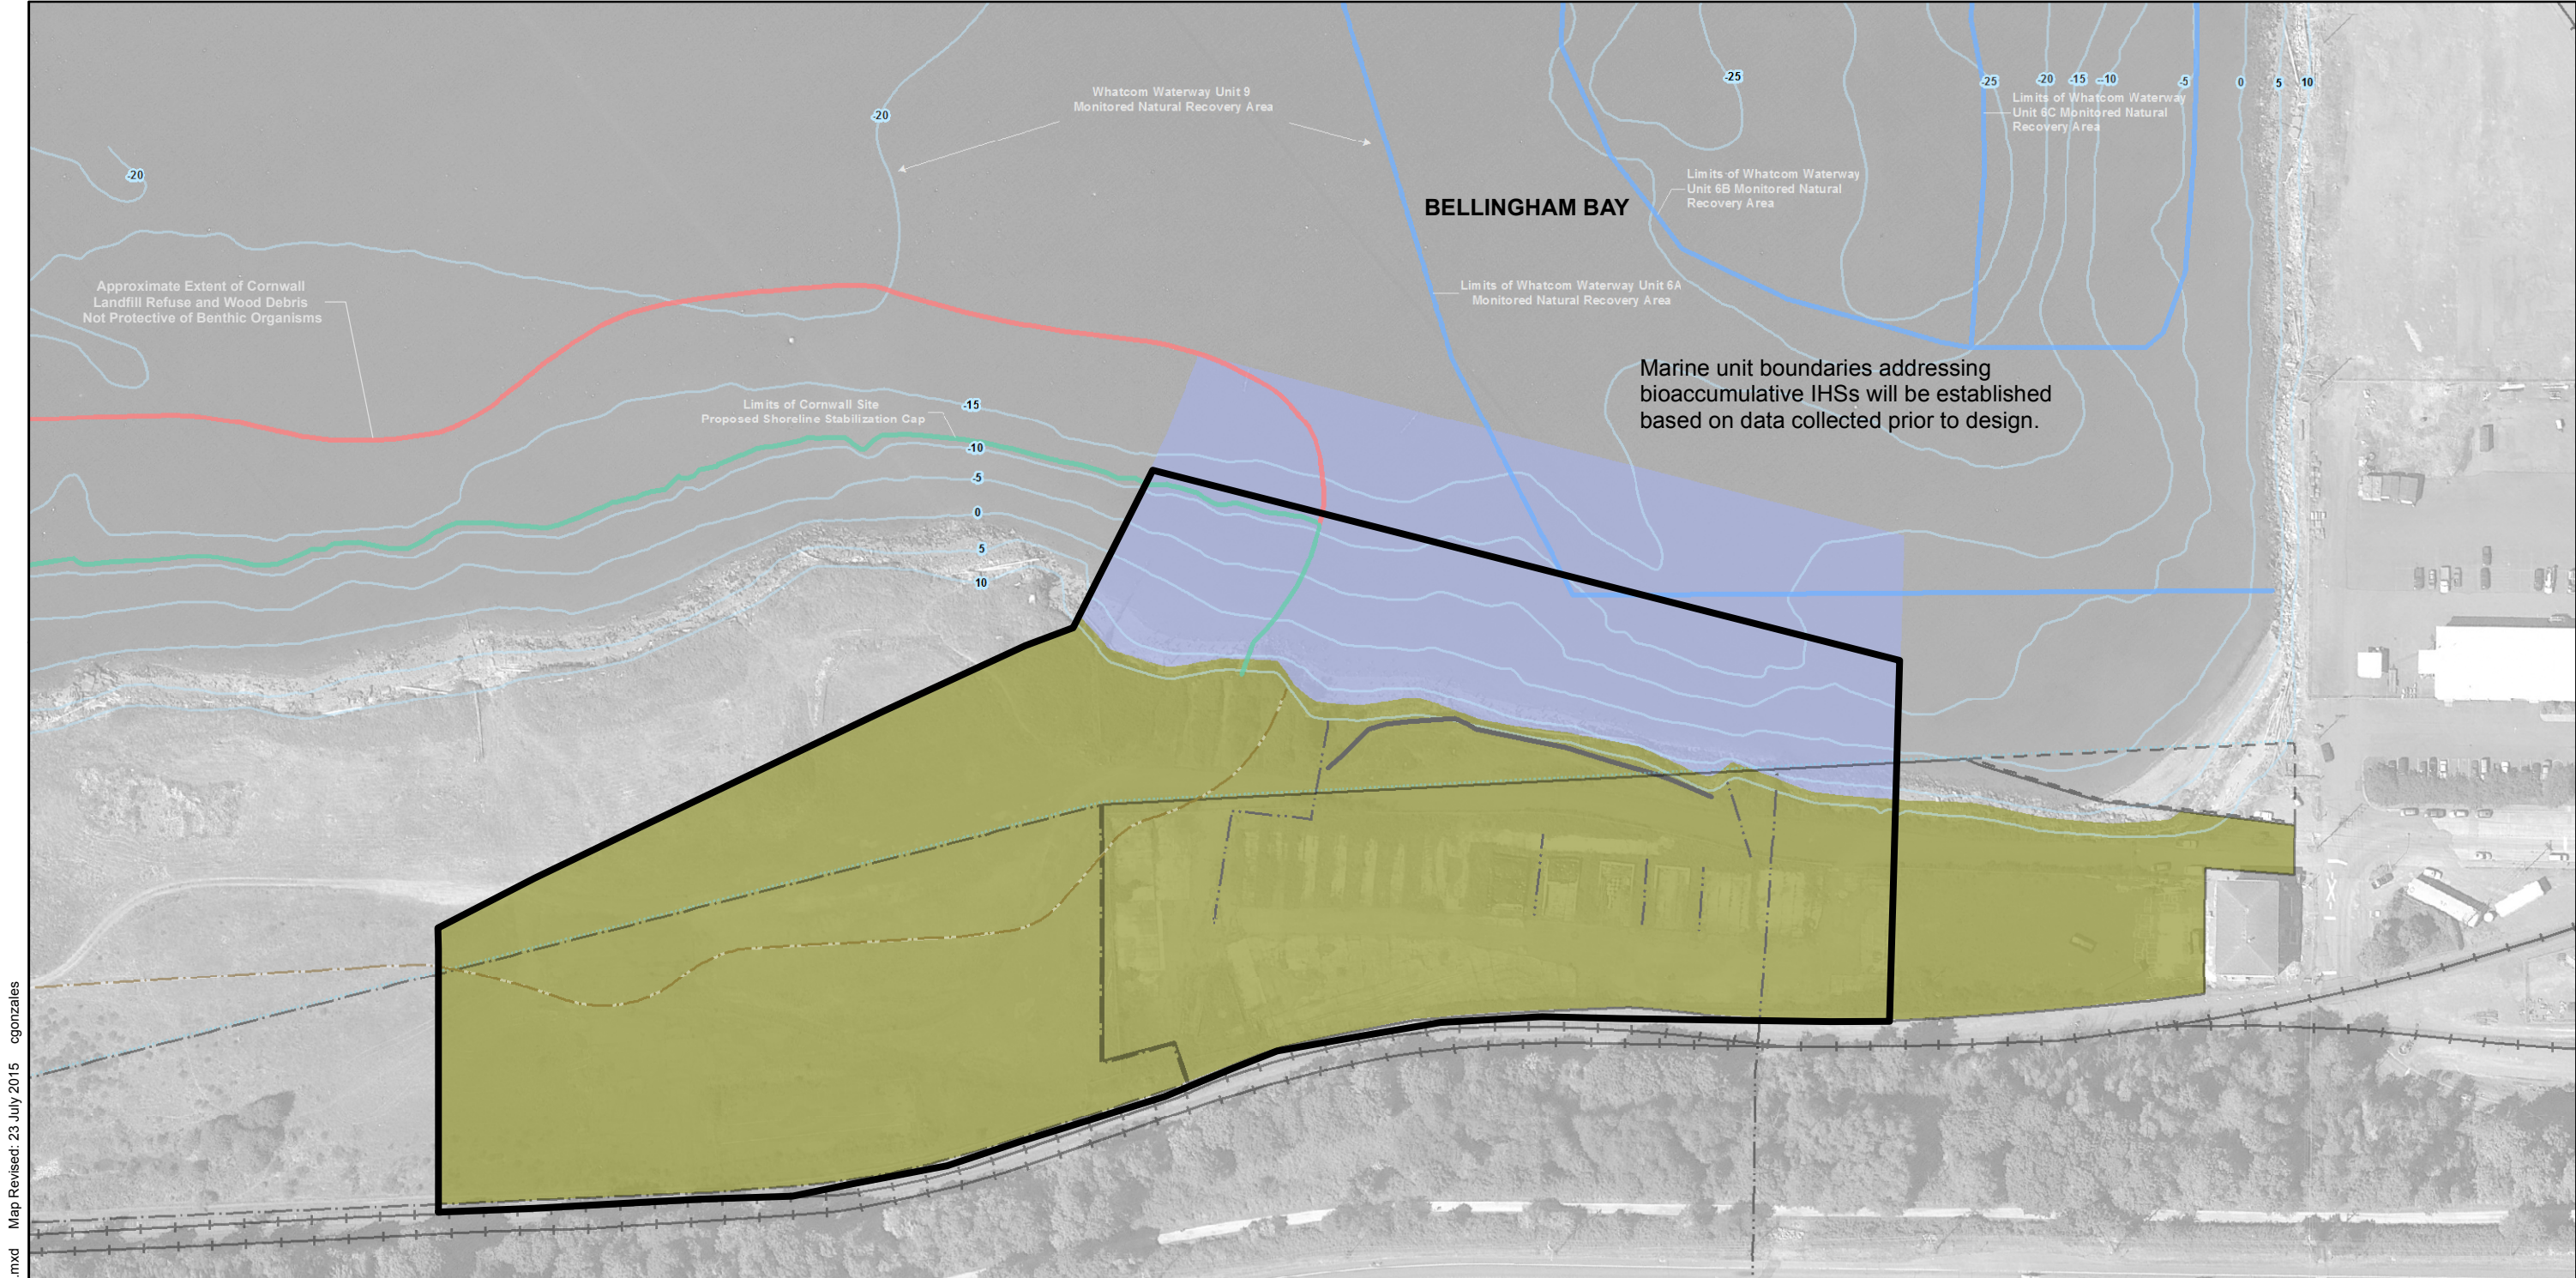 Whatcom Waterway Unit 9
Monitored Natural Recovery Area
-25
-25
-20
-15
-10
-5
0
5
10
Limits of Whatcom Waterway
Unit 6C Monitored Natural
Recovery Area
-20
-20
Limits of Whatcom Waterway
Unit 6B Monitored Natural
Recovery Area
BELLINGHAM BAY
Approximate Extent of Cornwall
Landfill Refuse and Wood Debris
Not Protective of Benthic Organisms
Limits of Whatcom Waterway Unit 6A
Monitored Natural Recovery Area
Marine unit boundaries addressing
bioaccumulative IHSs will be established
based on data collected prior to design.
Limits of Cornwall Site
Proposed Shoreline Stabilization Cap
-15
-10
-5
0
5
10
.mxd Map Revised: 23 July 2015 cgonzales